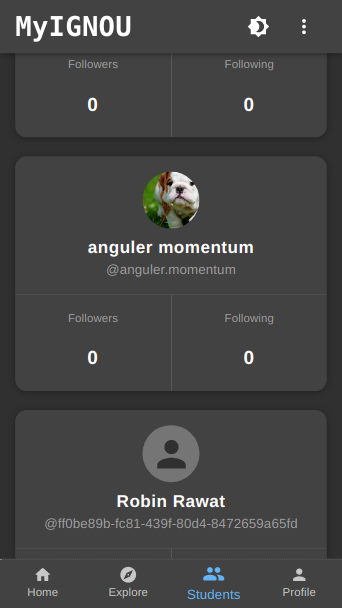 MyIGNOU
Followers Following
0 0
anguler momentum
@anguler.momentum
Followers Following
0 0
Robin Rawat
@ff0be89b-fc81-439f-80d4-8472659a65fd
Home Explore Students Profile